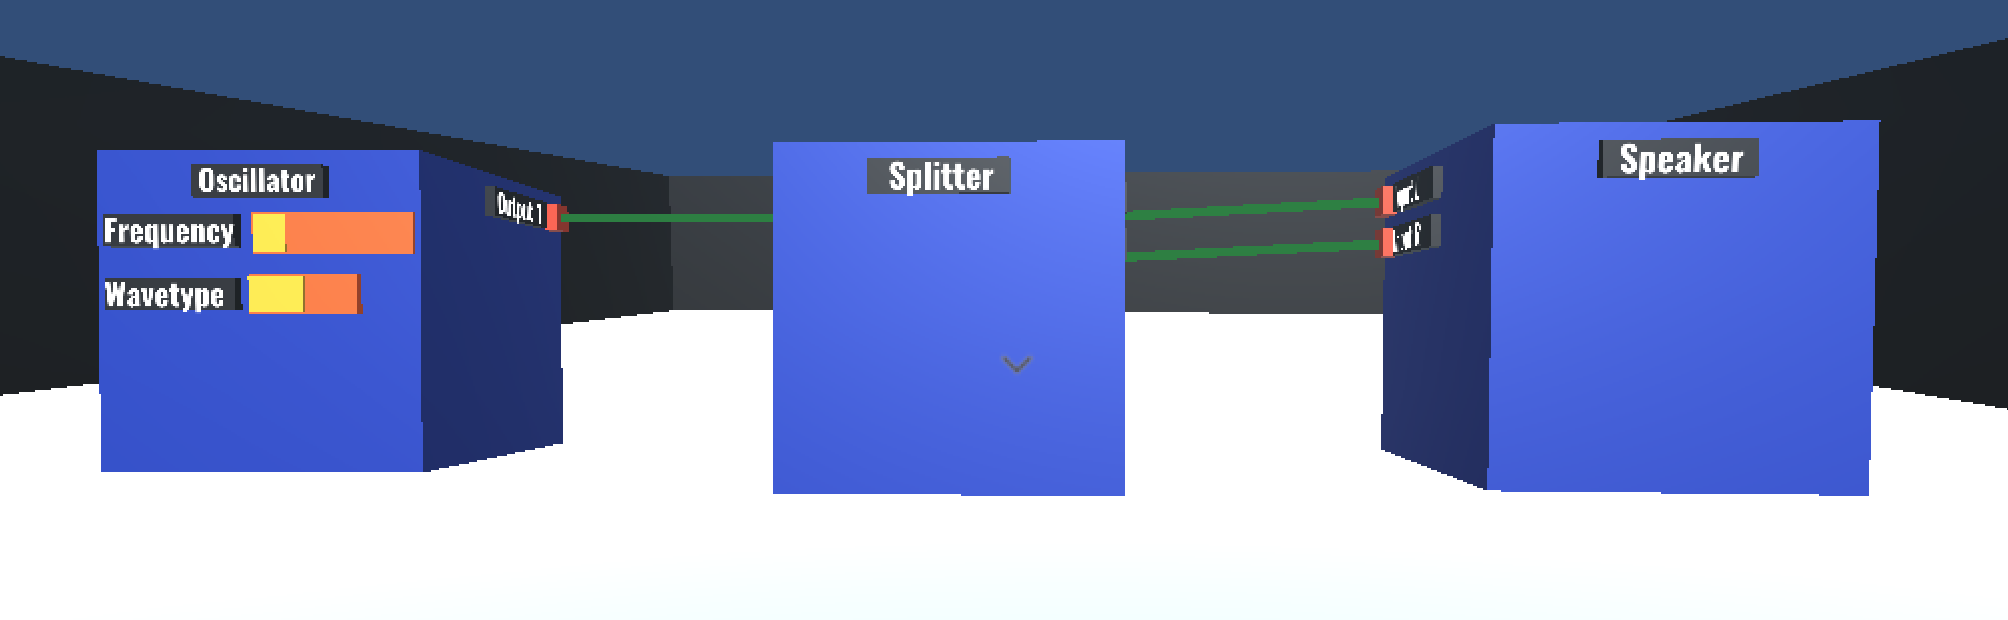 Oscillator
Frequency
Wavetype
Output 1
Splitter
Speaker